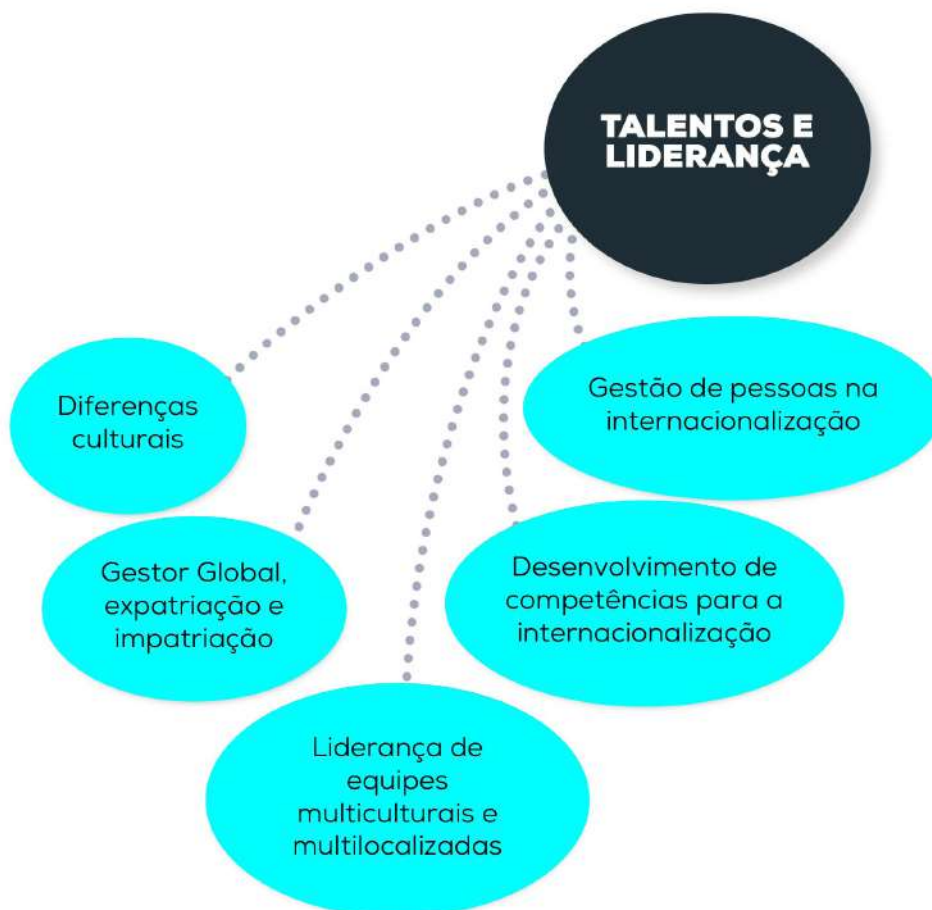 TALENTOS E
LIDERANÇA
Diferenças
culturais
Gestão de pessoas na
internacionalização
Gestor Global,
expatriação e
impatriação
Desenvolvimento de
competências para a
internacionalização
Liderança de
equipes
multiculturais e
multilocalizadas